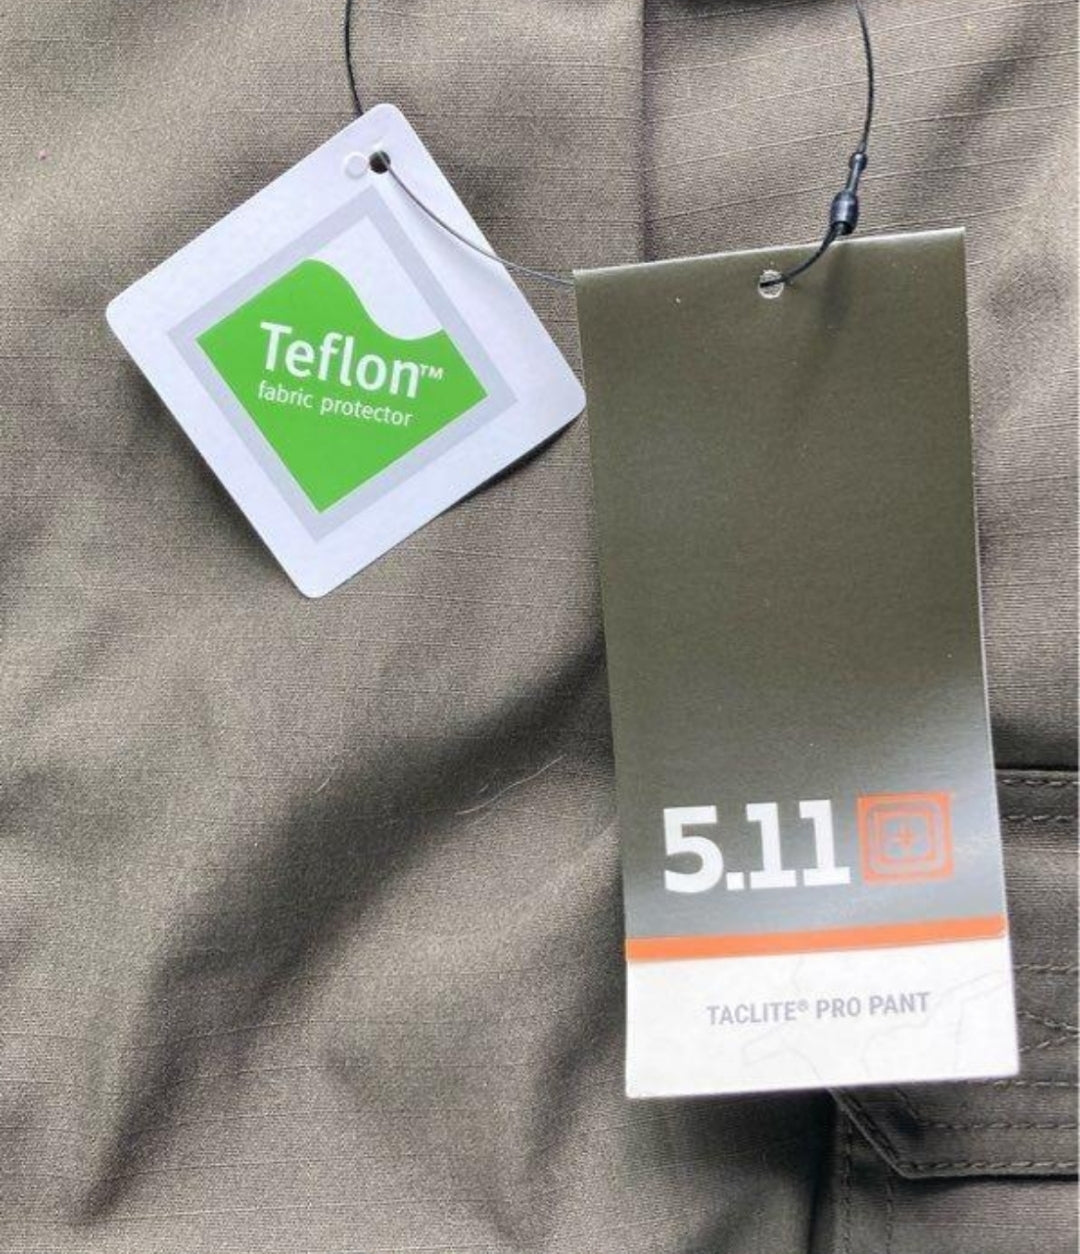 Teflon™
fabric protector
5.11
TACLITE® PRO PANT